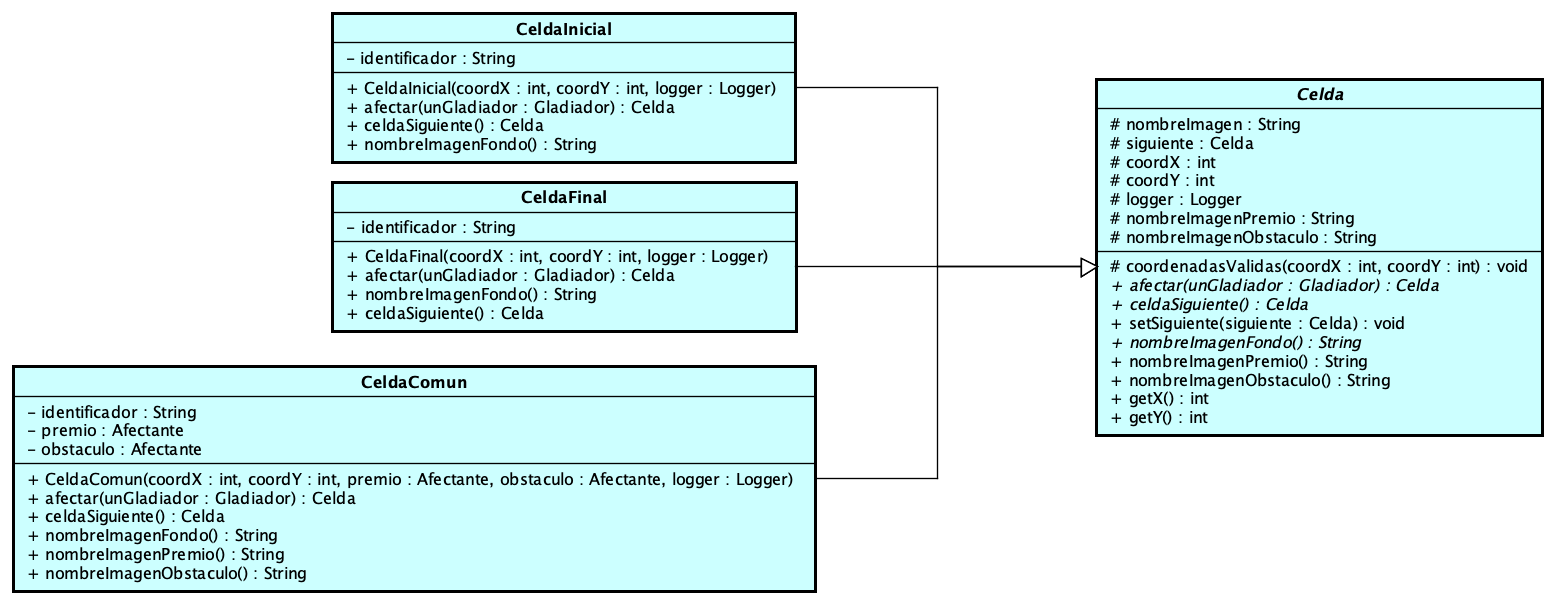 CeldaInicial
– identificador : String
+ CeldaInicial(coordX : int, coordY : int, logger : Logger)
+ afectar(unGladiador : Gladiador) : Celda
+ celdaSiguiente() : Celda
+ nombreImagenFondo() : String
CeldaFinal
– identificador : String
+ CeldaFinal(coordX : int, coordY : int, logger : Logger)
+ afectar(unGladiador : Gladiador) : Celda
+ nombreImagenFondo() : String
+ celdaSiguiente() : Celda
CeldaComun
– identificador : String
– premio : Afectante
– obstaculo : Afectante
+ CeldaComun(coordX : int, coordY : int, premio : Afectante, obstaculo : Afectante, logger : Logger)
+ afectar(unGladiador : Gladiador) : Celda
+ celdaSiguiente() : Celda
+ nombreImagenFondo() : String
+ nombreImagenPremio() : String
+ nombreImagenObstaculo() : String
Celda
# nombreImagen : String
# siguiente : Celda
# coordX : int
# coordY : int
# logger : Logger
# nombreImagenPremio : String
# nombreImagenObstaculo : String
# coordenadasValidas(coordX : int, coordY : int) : void
+ afectar(unGladiador : Gladiador) : Celda
+ celdaSiguiente() : Celda
+ setSiguiente(siguiente : Celda) : void
+ nombreImagenFondo() : String
+ nombreImagenPremio() : String
+ nombreImagenObstaculo() : String
+ getX() : int
+ getY() : int